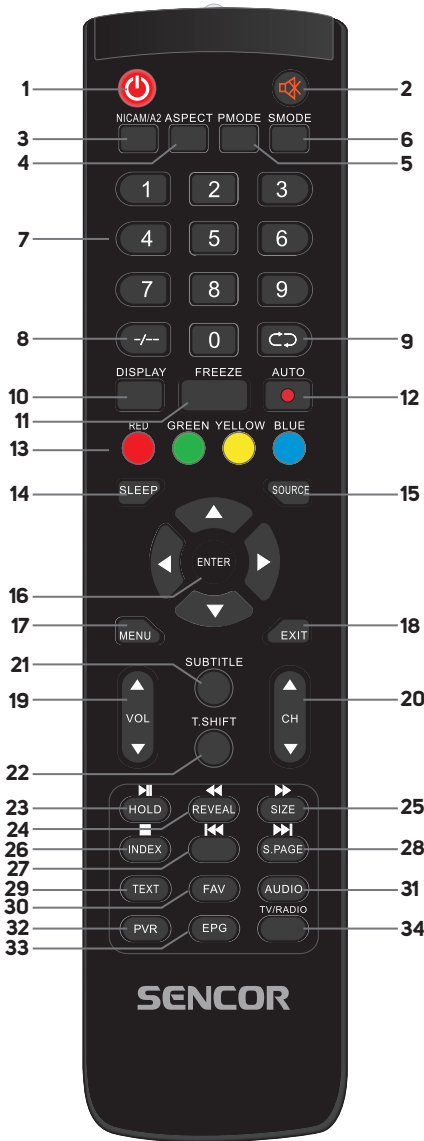 1 2
NICAM/A2 ASPECT PMODE SMODE
3 6
4 5
1 2 3
7 4 5 6
7 8 9
8 -/-- 0 9
DISPLAY FREEZE AUTO
10 12
11
RED GREEN YELLOW BLUE
13
14 SLEEP SOURCE 15
ENTER
16
17 MENU EXIT 18
21 SUBTITLE
19 VOL CH 20
T.SHIFT
22
23 HOLD REVEAL SIZE 25
24
26 INDEX S.PAGE 28
27
29 TEXT FAV AUDIO 31
30 TV/RADIO
32 PVR EPG 34
33
SENCOR